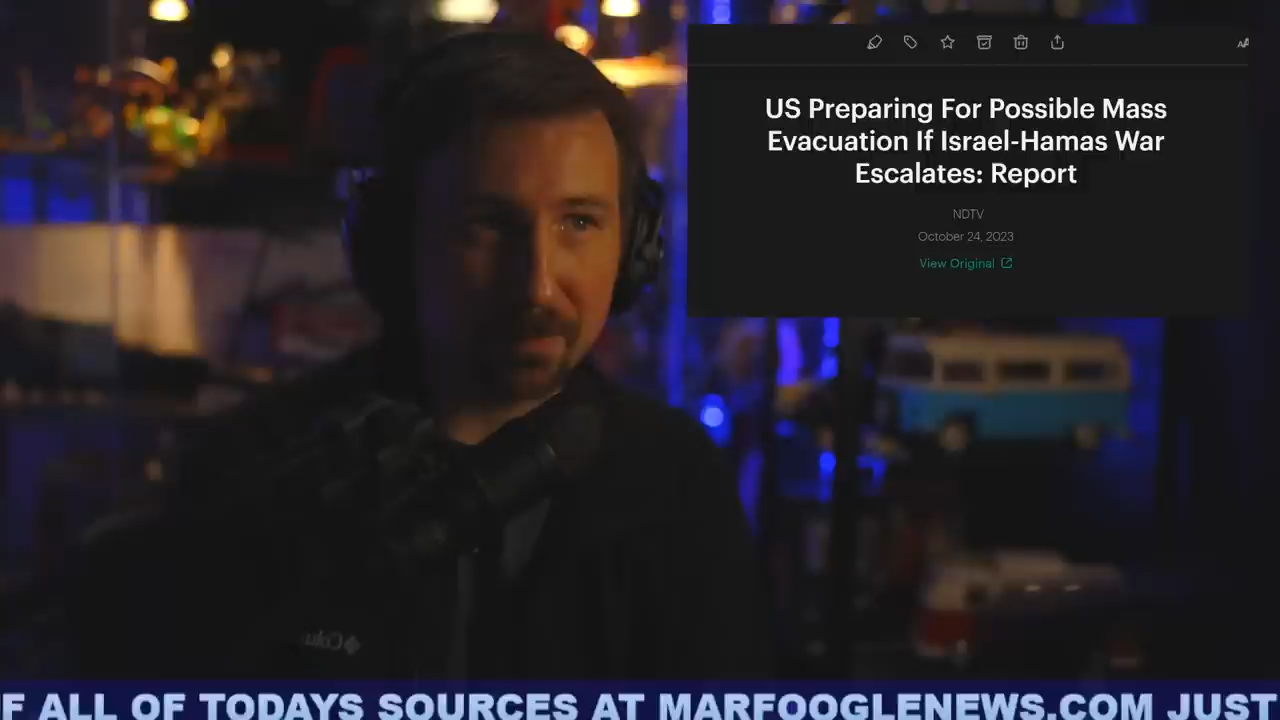 US Preparing For Possible Mass
Evacuation If Israel-Hamas War
Escalates: Report
NDTV
October 24, 2023
View Original
F ALL OF TODAYS SOURCES AT MARFOOGLENEWS.COM JUST